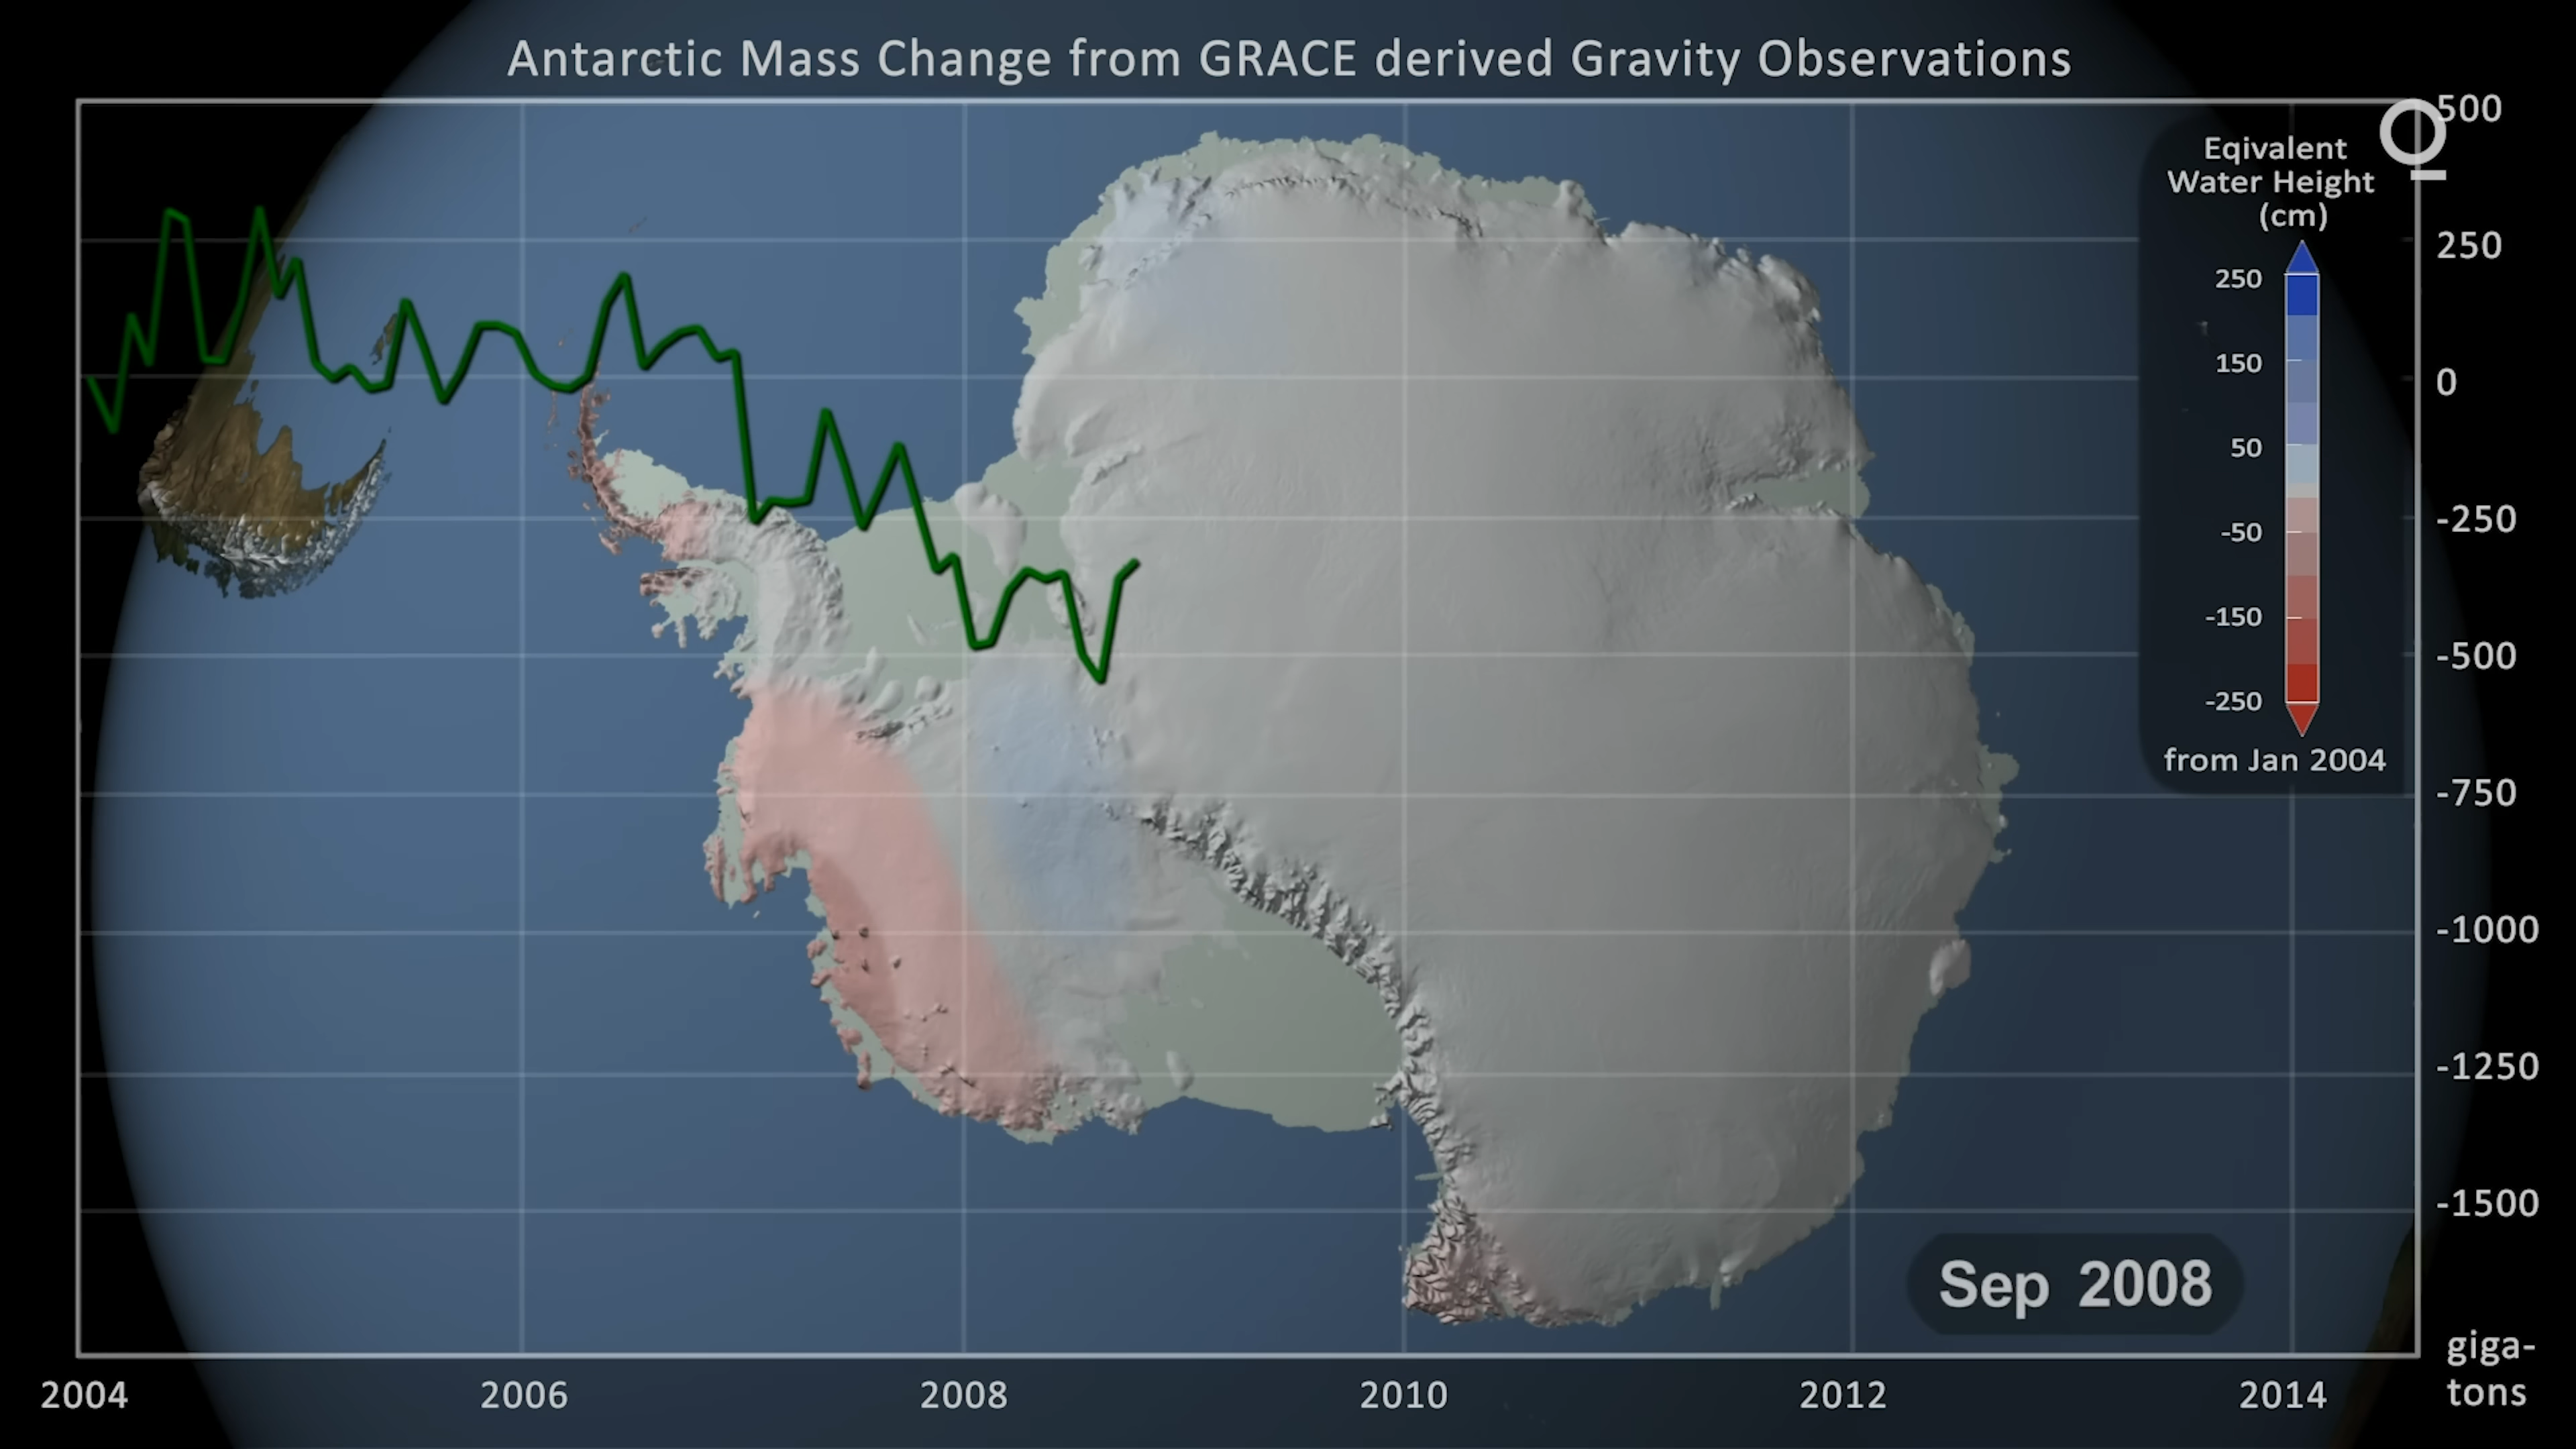 Antarctic Mass Change from GRACE derived Gravity Observations
500
Eqivalent
Water Height
(cm)
250
250
150
0
50
-250
-50
-150
-500
-250
from Jan 2004
-750
-1000
-1250
-1500
Sep 2008
giga-
tons
2004
2006
2008
2010
2012
2014